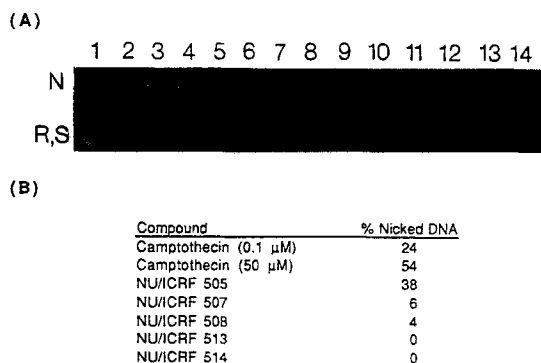 (A)
1 2 3 4 5 6 7 8 9 10 11 12 13 14
N
R,S
(B)
Compound % Nicked DNA
Camptothecin (0.1 μM) 24
Camptothecin (50 μM) 54
NU/ICRF 505 38
NU/ICRF 507 6
NU/ICRF 508 4
NU/ICRF 513 0
NU/ICRF 514 0